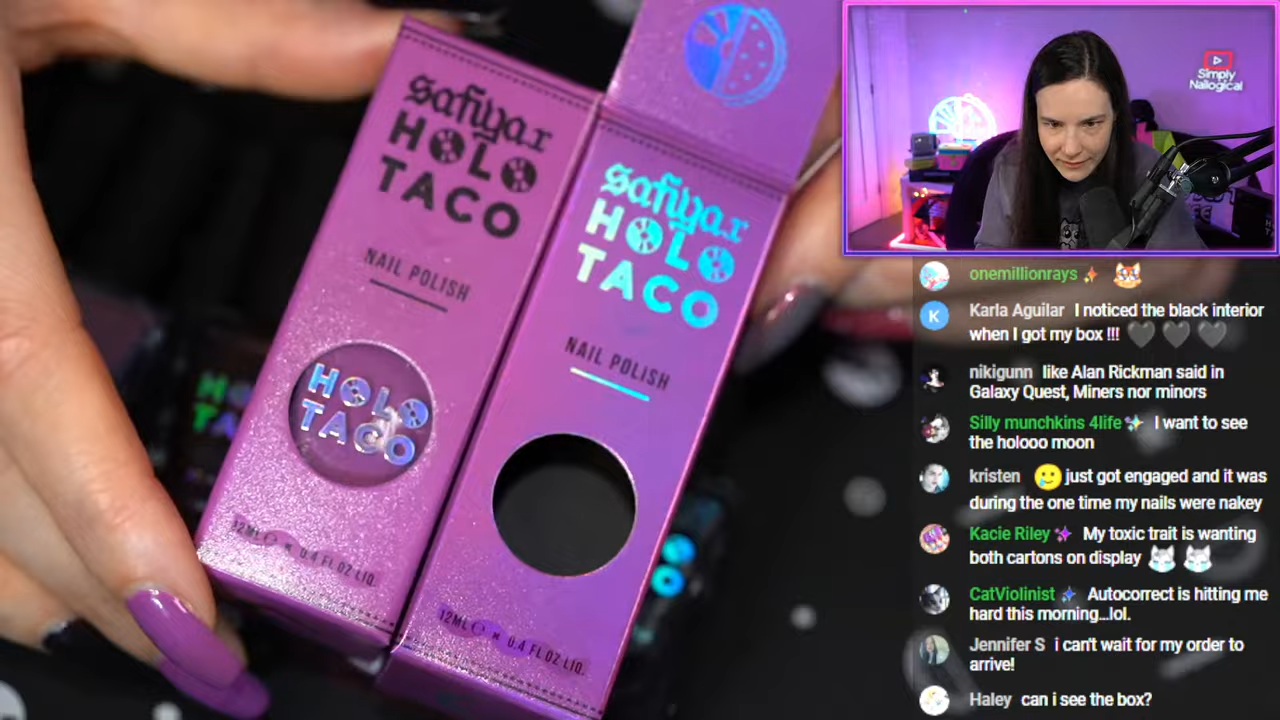 safiya
HOLO
TACO
NAIL POLISH
HOLO
TACO
12ML ℮ 0.4 FL OZ LIQ.
safiya
HOLO
TACO
NAIL POLISH
12ML ℮ 0.4 FL OZ LIQ.
Simply
Nailogical
onemillionrays
Karla Aguilar I noticed the black interior
when I got my box !!! 🖤 🖤 🖤
nikigunn like Alan Rickman said in
Galaxy Quest, Miners nor minors
Silly munchkins 4life I want to see
the holooo moon
kristen 🥲 just got engaged and it was
during the one time my nails were nakey
Kacie Riley My toxic trait is wanting
both cartons on display
CatViolinist Autocorrect is hitting me
hard this morning...lol.
Jennifer S i can't wait for my order to
arrive!
Haley can i see the box?